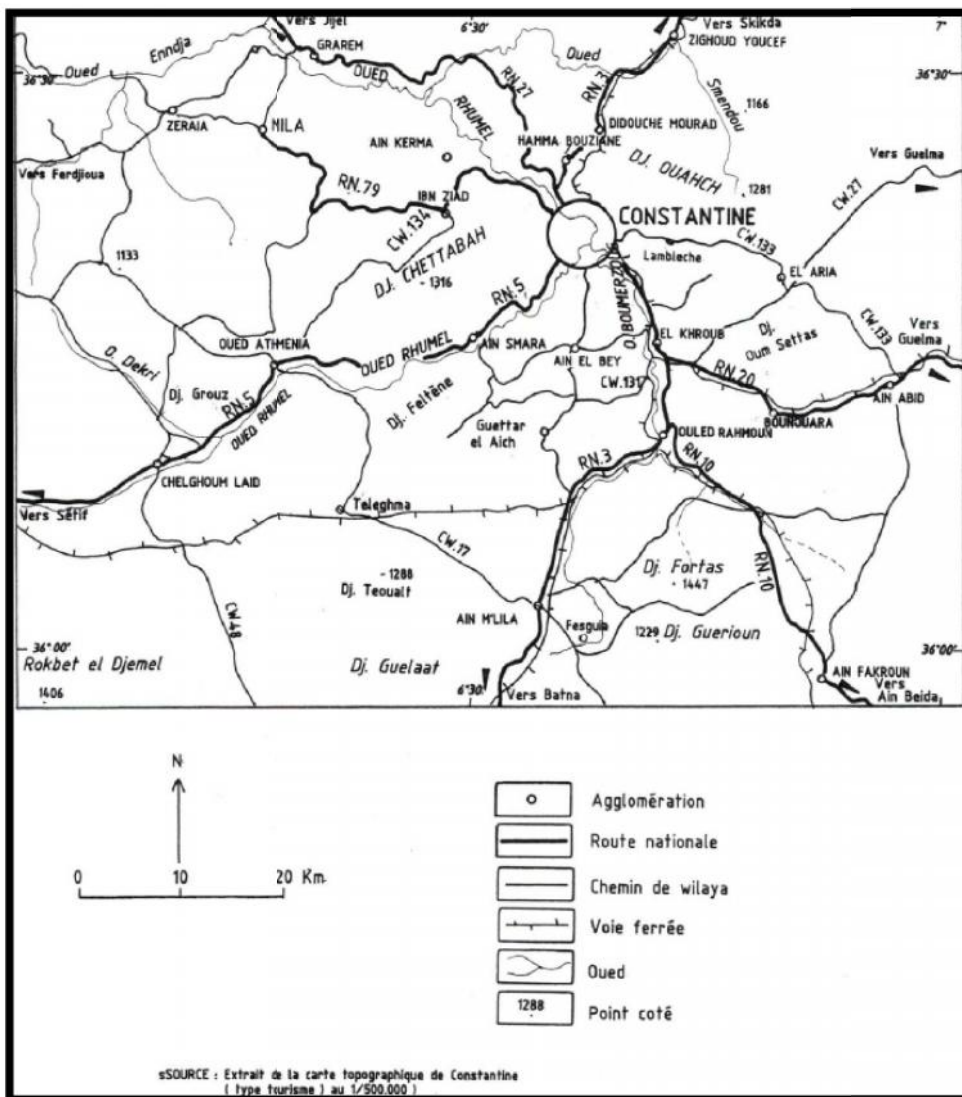 Vers Jijel
6°30
Vers Skikda
7°
ZIGHOUD YOUCEF
GRAREM
Enndja
Oued
Oued
36°30
36°30
OUED
RN.27
RN.3
Smendou
1166
RHUMEL
ZERAIA
MILA
DIDOUCHE MOURAD
HAMMA BOUZIANE
AIN KERMA
DJ. OUAHCH
Vers Guelma
Vers Ferdjioua
RN.79
IBN ZIAD
1281
CW.27
CW.134
CONSTANTINE
CW.133
Lambleche
DJ. CHETTABAH
1133
1316
EL ARIA
RN.5
O.BOUMERZOUG
OUED ATHMENIA
OUED RHUMEL
AIN SMARA
EL KHROUB
Dj.
Oum Settas
CW.133
Vers
Guelma
AIN EL BEY
O. Dekri
RN.20
Dj. Grouz
Dj. Feltène
CW.131
AIN ABID
RN.5
OUED RHUMEL
Guettar
el Aich
BOUNOUARA
OULED RAHMOUN
RN.3
RN.10
CHELGHOUM LAID
Teleghma
Vers Sétif
CW.17
Dj. Fortas
1288
1447
Dj. Teoualt
RN.10
AIN M'LILA
CW48
Fesguia
1229
Dj. Guerioun
36°00
36°00
Rokbet el Djemel
Dj. Guelaat
AIN FAKROUN
1406
6°30
Vers Batna
Vers
Ain Beida
N
0 10 20 Km
Agglomération
Route nationale
Chemin de wilaya
Voie ferrée
Oued
1288
Point coté
sSOURCE : Extrait de la carte topographique de Constantine
( type tourisme ) au 1/500.000 )